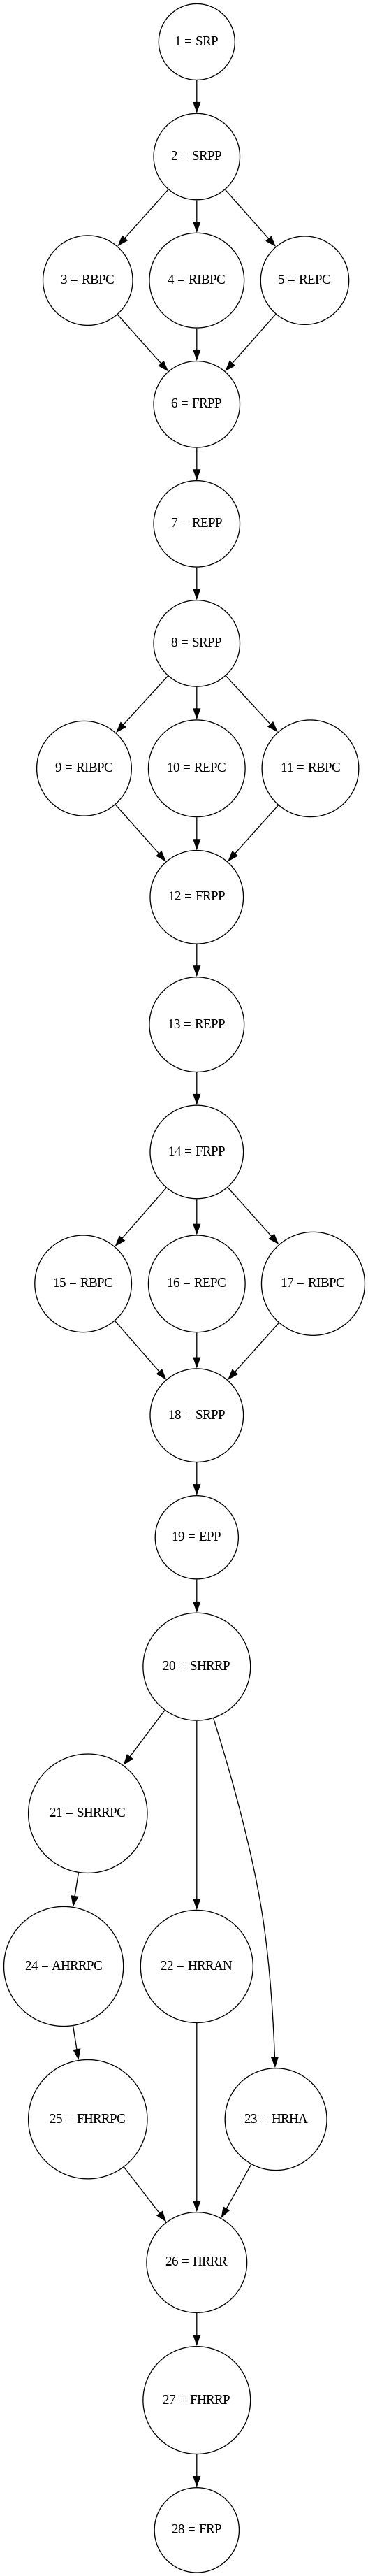 1 = SRP
2 = SRPP
3 = RBPC
4 = RIBPC
5 = REPC
6 = FRPP
7 = REPP
8 = SRPP
9 = RIBPC
10 = REPC
11 = RBPC
12 = FRPP
13 = REPP
14 = FRPP
15 = RBPC
16 = REPC
17 = RIBPC
18 = SRPP
19 = EPP
20 = SHRRP
21 = SHRRPC
24 = AHRRPC
22 = HRRAN
25 = FHRRPC
23 = HRHA
26 = HRRR
27 = FHRRP
28 = FRP